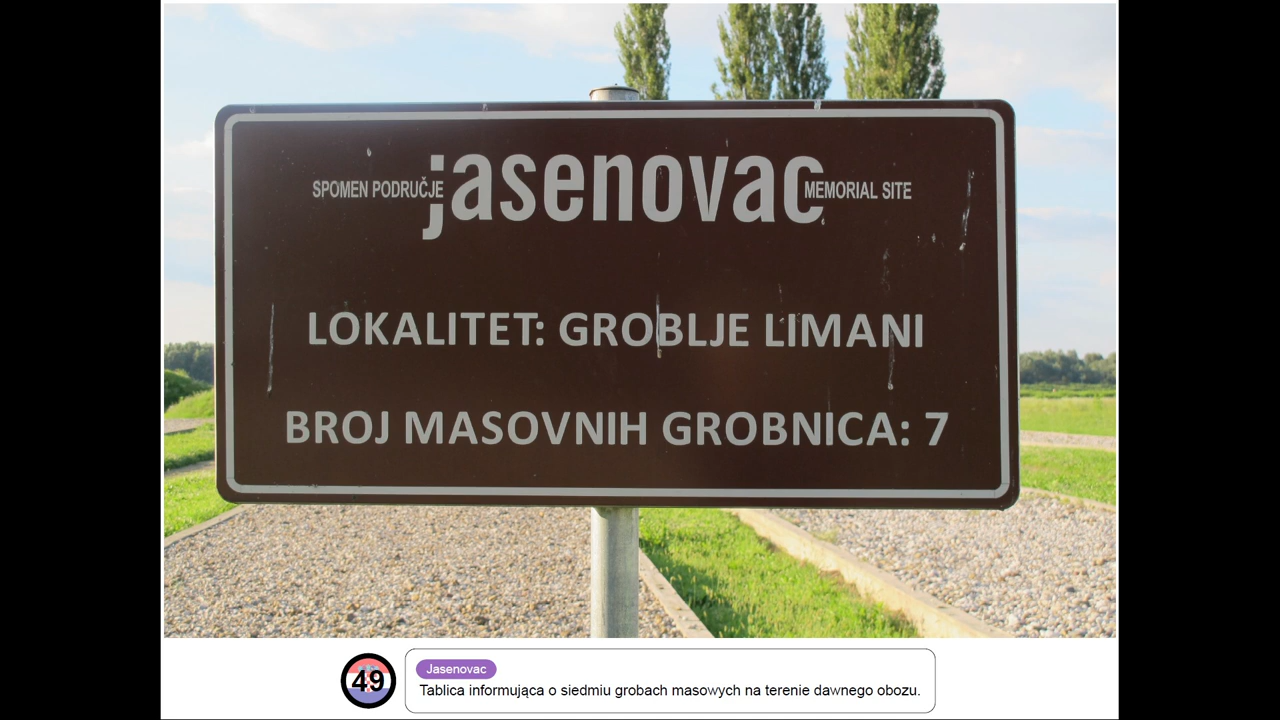 SPOMEN PODRUČJE jasenovac MEMORIAL SITE
LOKALITET: GROBLJE LIMANI
BROJ MASOVNIH GROBNICA: 7
49
Jasenovac
Tablica informująca o siedmiu grobach masowych na terenie dawnego obozu.